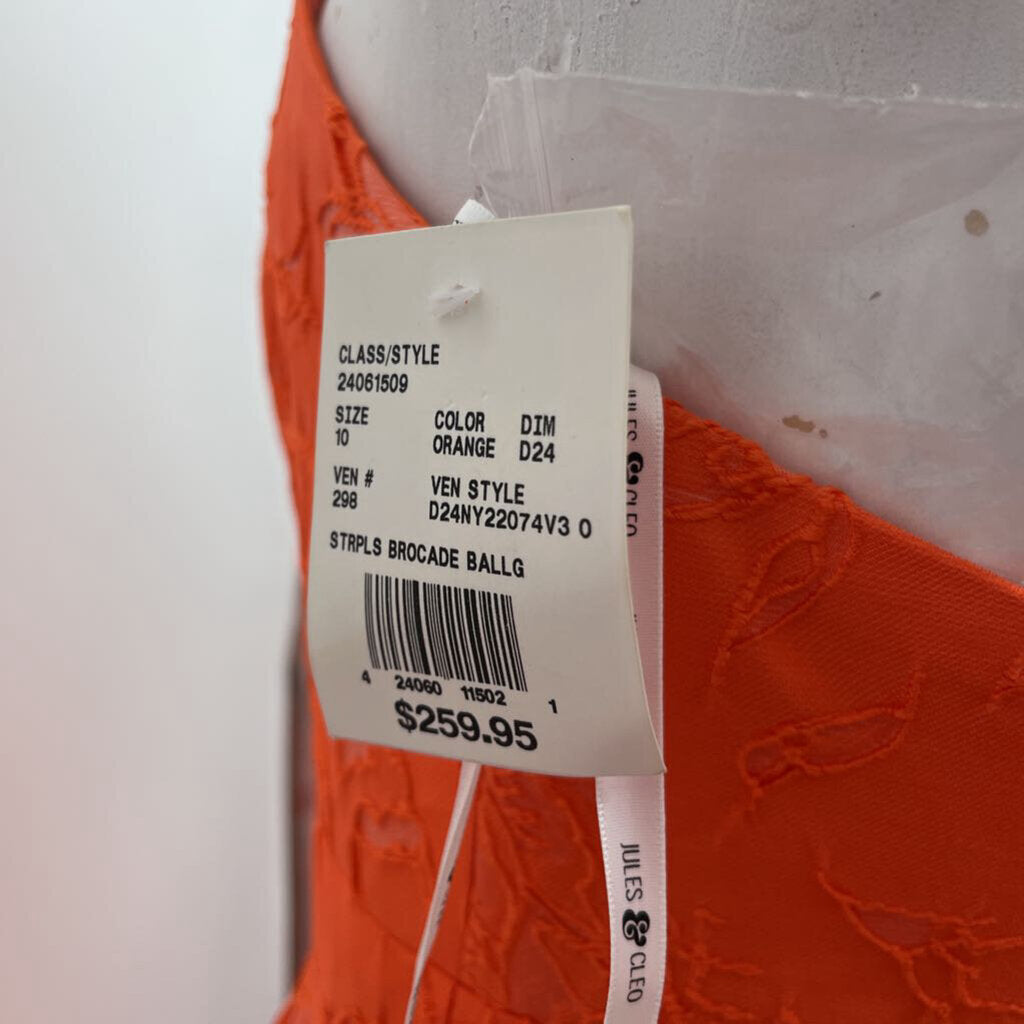 CLASS/STYLE
24061509
SIZE COLOR DIM
10 ORANGE D24
VEN # VEN STYLE
298 D24NY22074V3 0
STRPLS BROCADE BALLG
4 24060 11502 1
$259.95
JULES & CLEO
JULES & CLEO